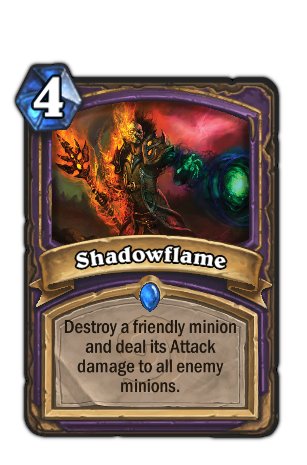 4
Shadowflame
Destroy a friendly minion
and deal its Attack
damage to all enemy
minions.